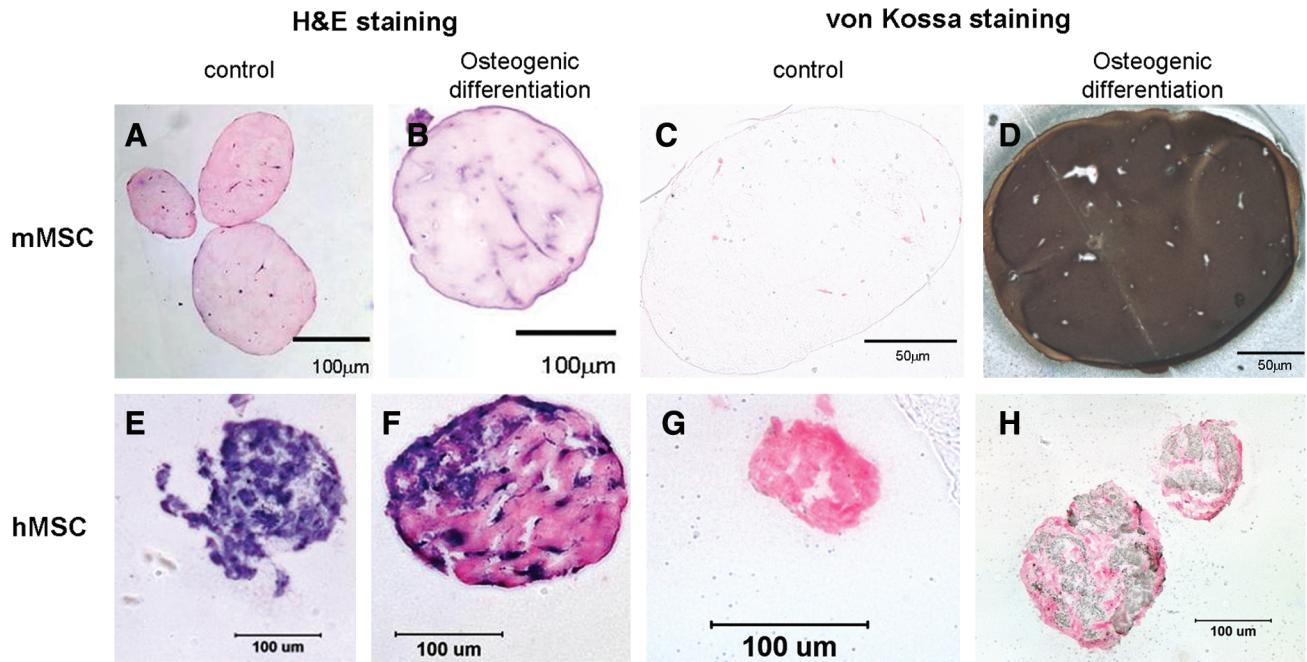 H&E staining
von Kossa staining
control
Osteogenic
differentiation
control
Osteogenic
differentiation
mMSC
A
B
C
D
100μm
100μm
50μm
50μm
hMSC
E
F
G
H
100 um
100 um
100 um
100 um